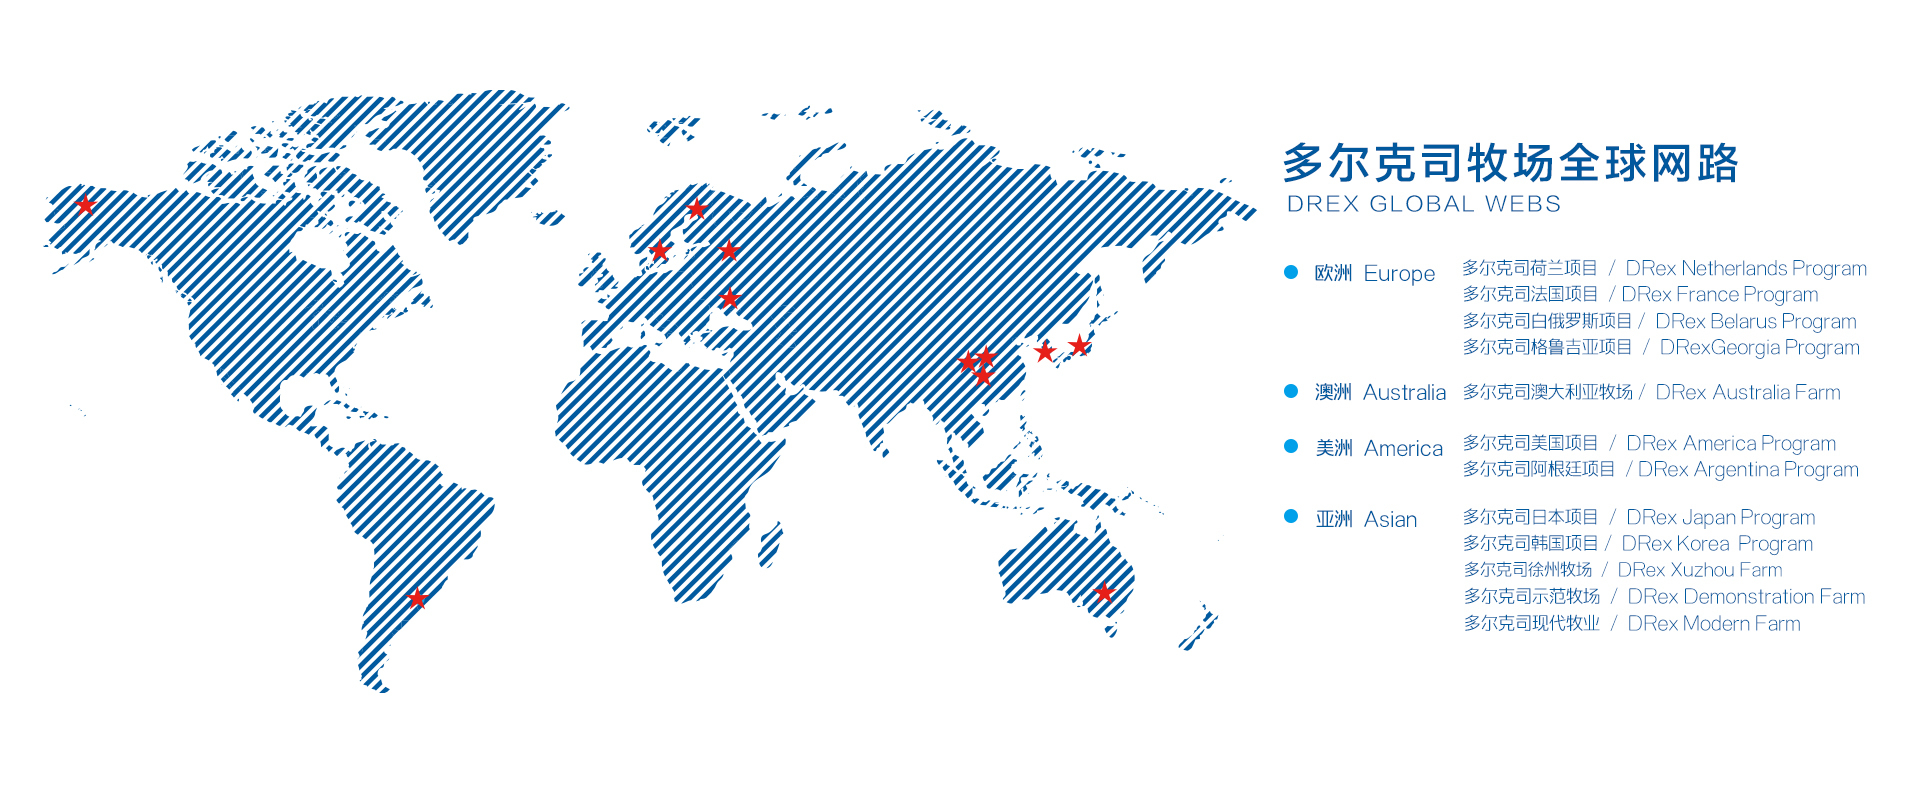 多尔克司牧场全球网路
DREX GLOBAL WEBS
欧洲 Europe
多尔克司荷兰项目 / DRex Netherlands Program
多尔克司法国项目 / DRex France Program
多尔克司白俄罗斯项目 / DRex Belarus Program
多尔克司格鲁吉亚项目 / DRexGeorgia Program
澳洲 Australia 多尔克司澳大利亚牧场 / DRex Australia Farm
美洲 America
多尔克司美国项目 / DRex America Program
多尔克司阿根廷项目 / DRex Argentina Program
亚洲 Asian
多尔克司日本项目 / DRex Japan Program
多尔克司韩国项目 / DRex Korea Program
多尔克司徐州牧场 / DRex Xuzhou Farm
多尔克司示范牧场 / DRex Demonstration Farm
多尔克司现代牧业 / DRex Modern Farm